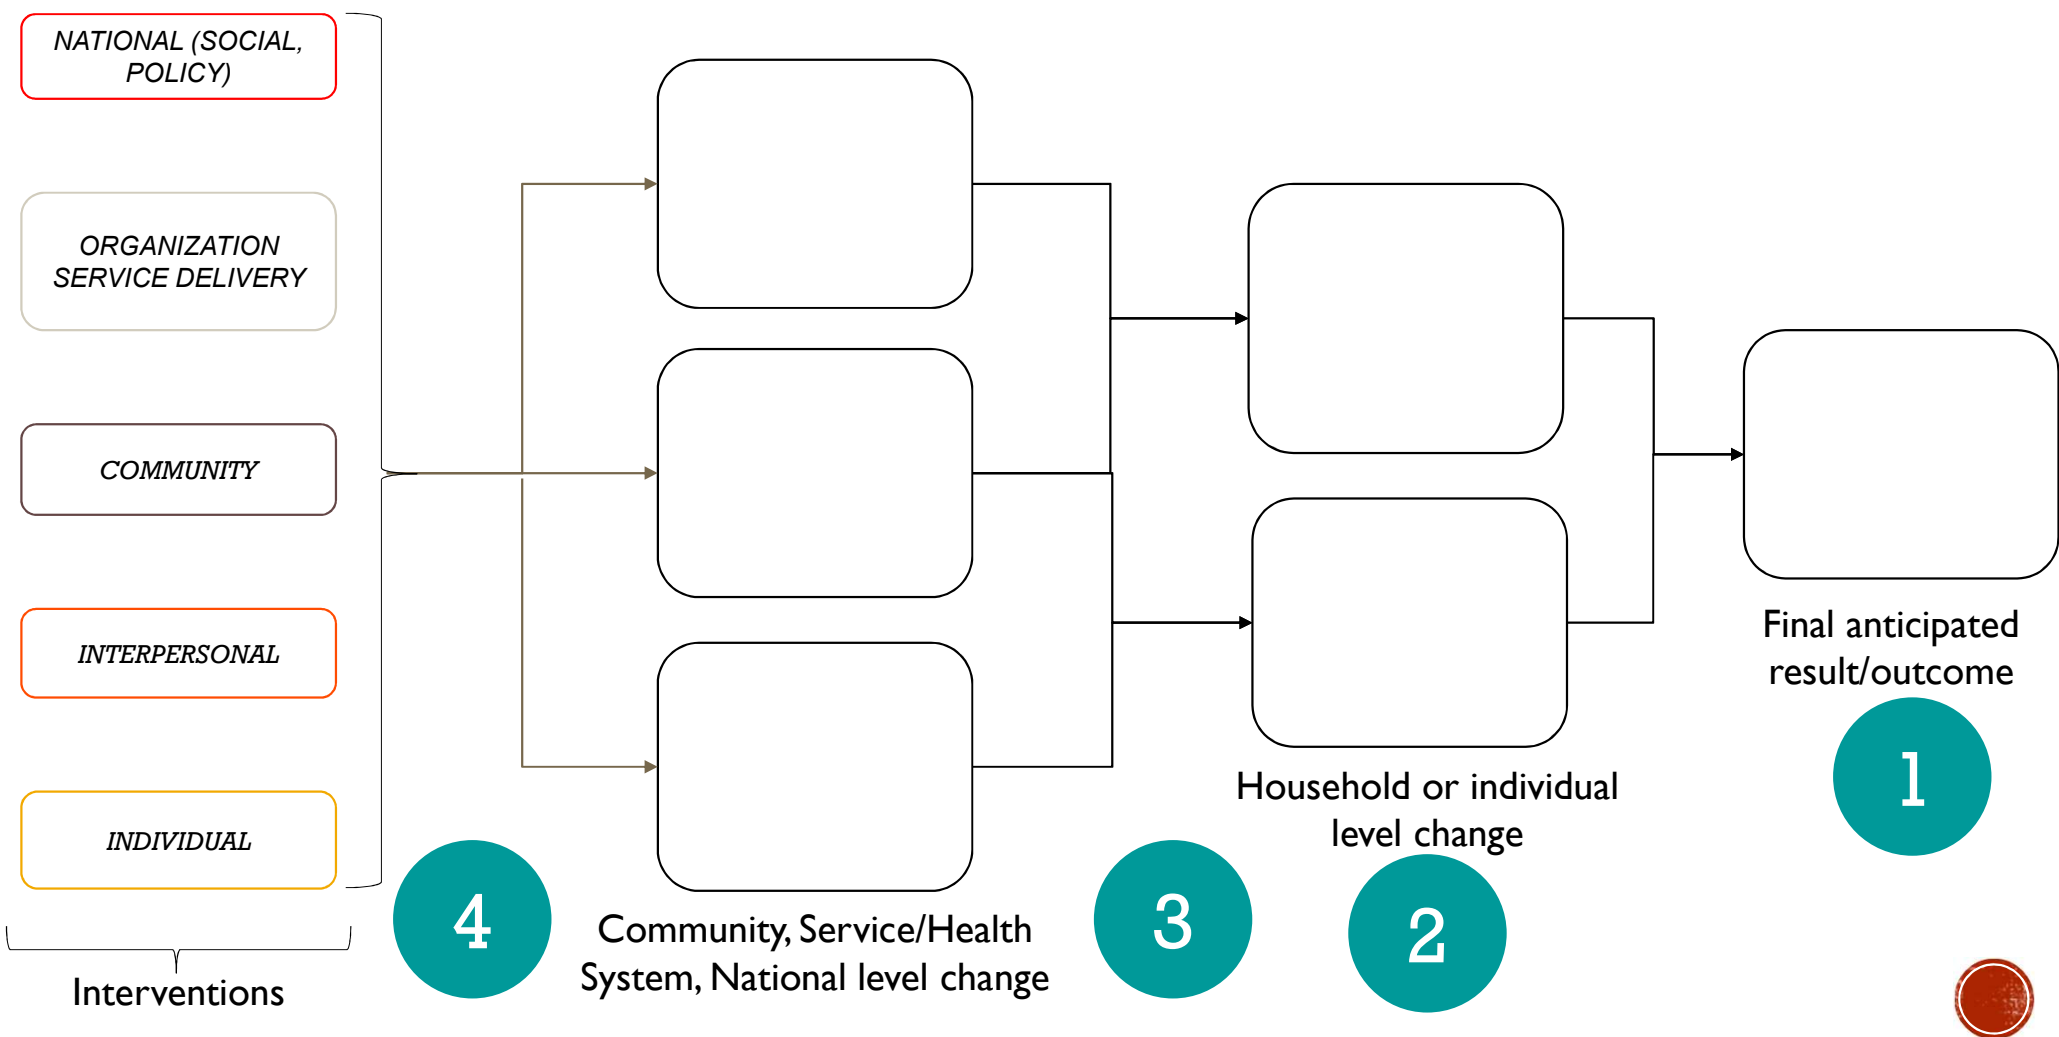 NATIONAL (SOCIAL,
POLICY)
ORGANIZATION
SERVICE DELIVERY
COMMUNITY
INTERPERSONAL
INDIVIDUAL
Interventions
4
Community, Service/Health
System, National level change
3
Household or individual
level change
2
Final anticipated
result/outcome
1